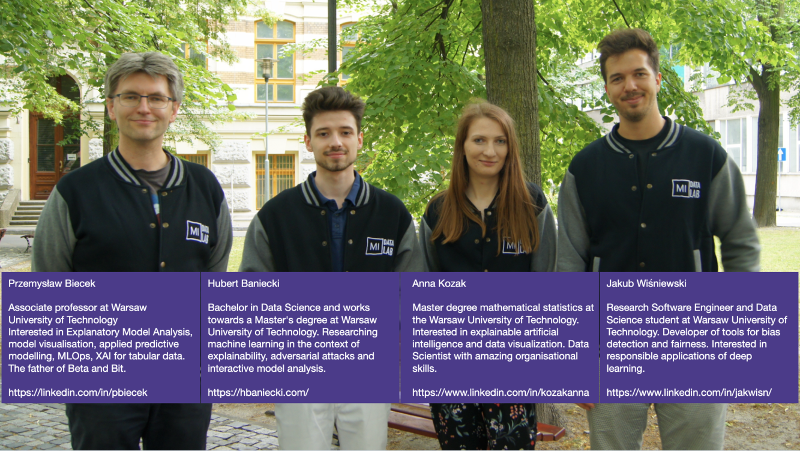 MI DATA LAB
MI DATA LAB
MI
MI DATA LAB
Przemysław Biecek
Associate professor at Warsaw
University of Technology
Interested in Explanatory Model Analysis,
model visualisation, applied predictive
modelling, MLOps, XAI for tabular data.
The father of Beta and Bit.
https://linkedin.com/in/pbiecek
Hubert Baniecki
Bachelor in Data Science and works
towards a Master's degree at Warsaw
University of Technology. Researching
machine learning in the context of
explainability, adversarial attacks and
interactive model analysis.
https://hbaniecki.com/
Anna Kozak
Master degree mathematical statistics at
the Warsaw University of Technology.
Interested in explainable artificial
intelligence and data visualization. Data
Scientist with amazing organisational
skills.
https://www.linkedin.com/in/kozakanna
Jakub Wiśniewski
Research Software Engineer and Data
Science student at Warsaw University of
Technology. Developer of tools for bias
detection and fairness. Interested in
responsible applications of deep
learning.
https://www.linkedin.com/in/jakwisn/